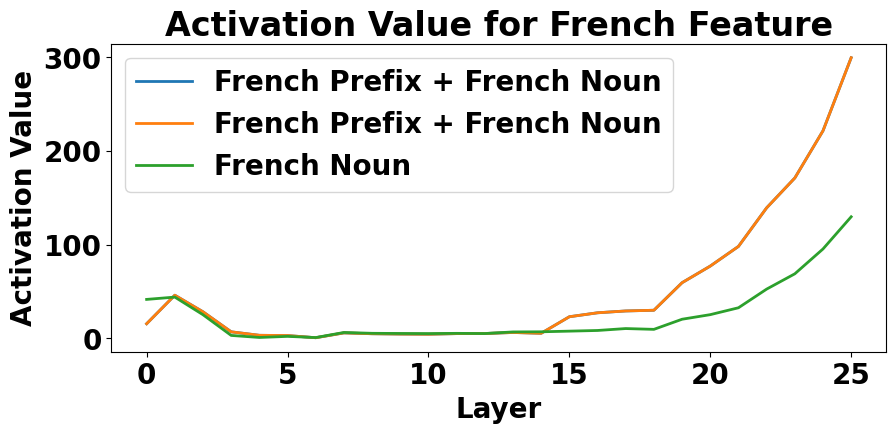 Activation Value for French Feature
300
200
100
0
Activation Value
French Prefix + French Noun
French Prefix + French Noun
French Noun
0 5 10 15 20 25
Layer